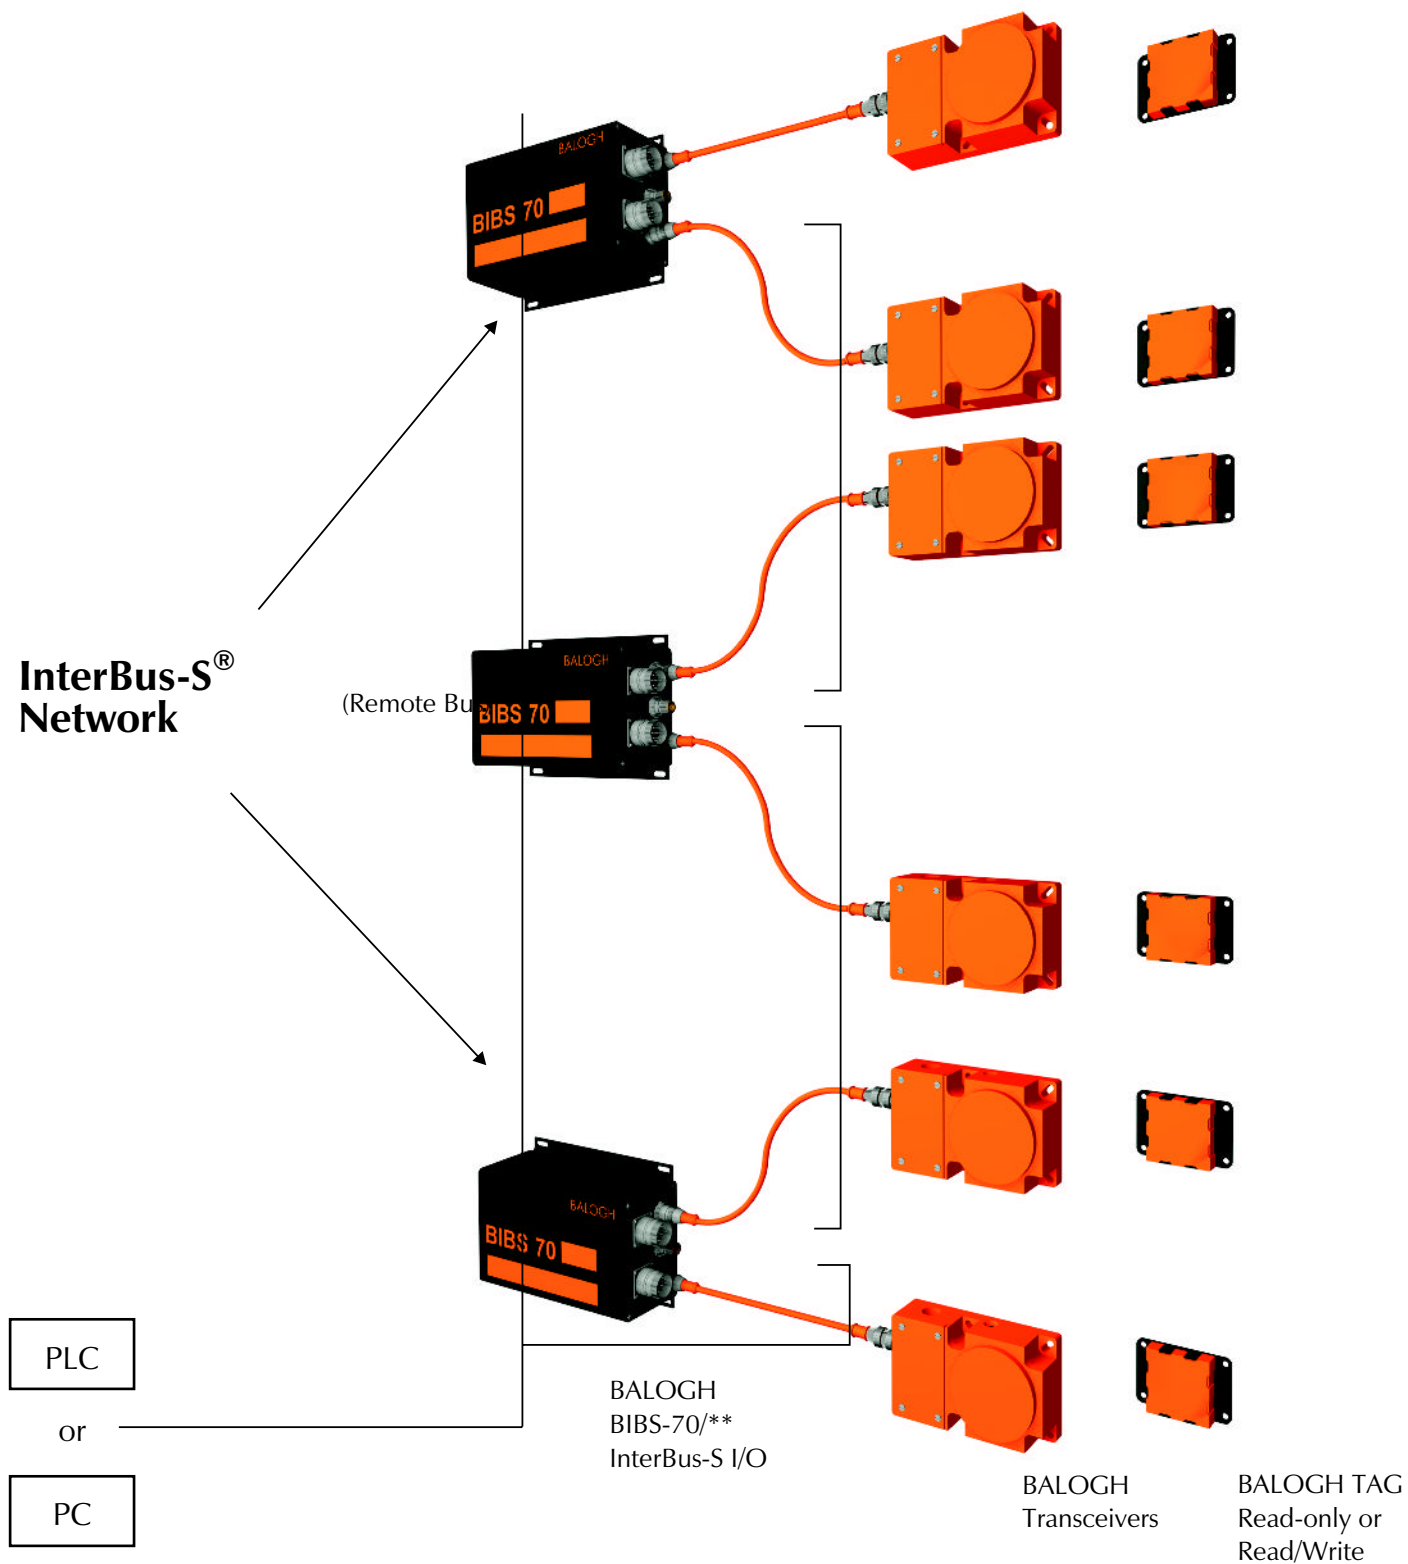 BALOGH
BIBS 70
InterBus-S®
Network
(Remote Bus)
BALOGH
BIBS 70
BALOGH
BIBS 70
PLC
or
PC
BALOGH
BIBS-70/**
InterBus-S I/O
BALOGH
Transceivers
BALOGH TAG
Read-only or
Read/Write